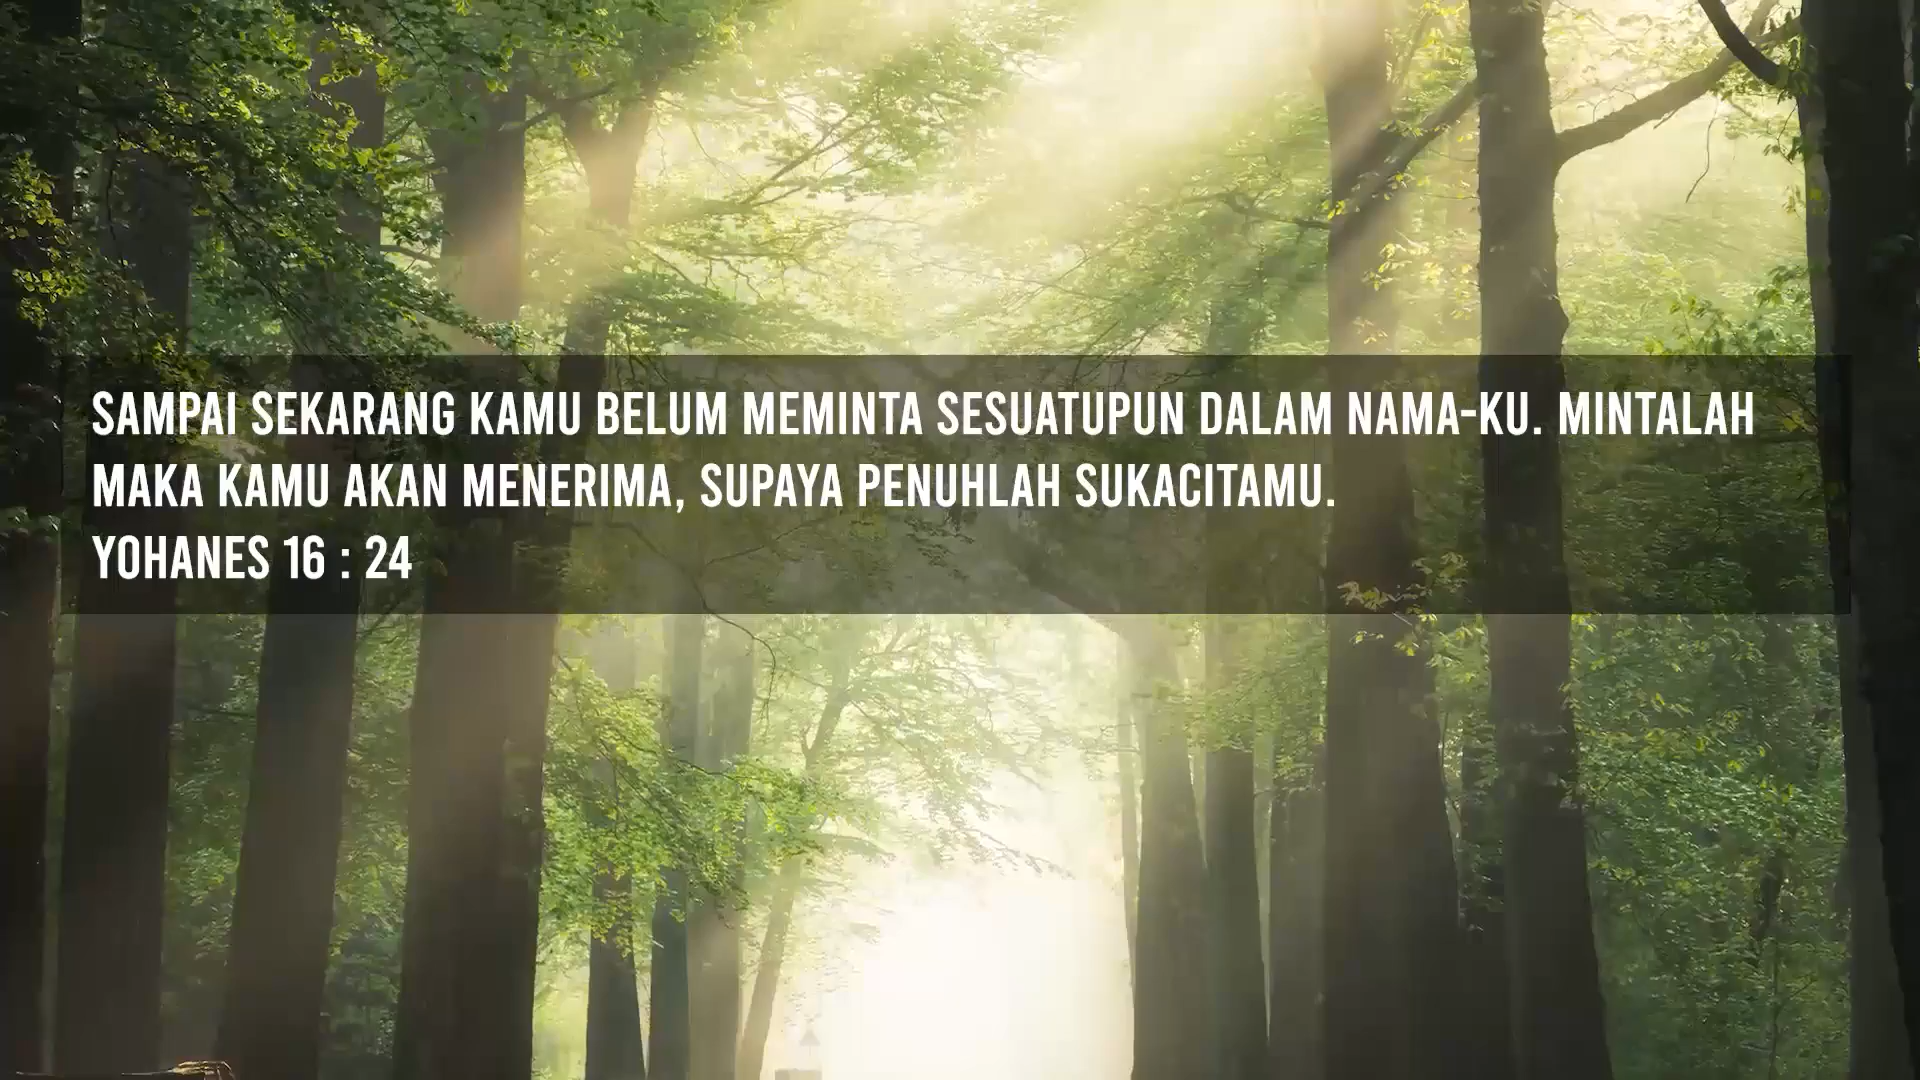 SAMPAI SEKARANG KAMU BELUM MEMINTA SESUATUPUN DALAM NAMA-KU. MINTALAH
MAKA KAMU AKAN MENERIMA, SUPAYA PENUHLAH SUKACITAMU.
YOHANES 16 : 24